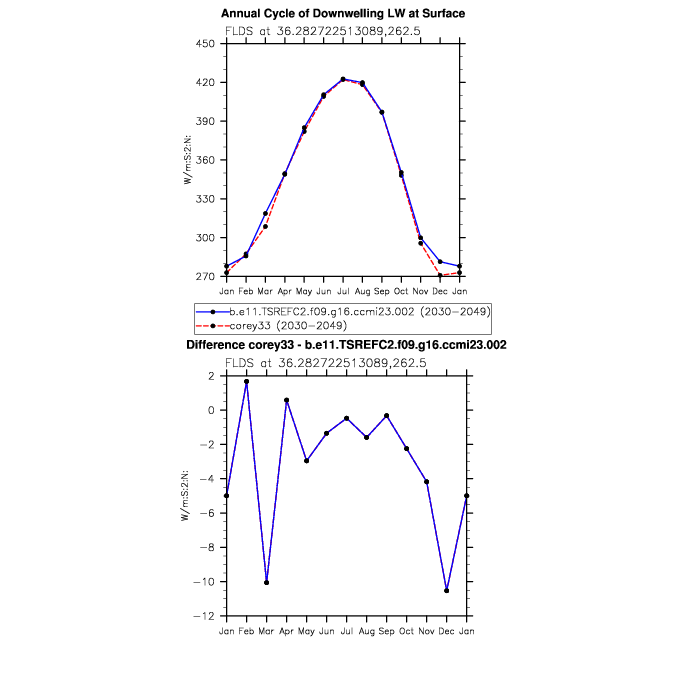 Annual Cycle of Downwelling LW at Surface
FLDS at 36.282722513089,262.5
450
420
390
360
330
300
270
W/m:S:2:N:
Jan Feb Mar Apr May Jun Jul Aug Sep Oct Nov Dec Jan
b.e11.TSREFC2.f09.g16.ccmi23.002 (2030-2049)
corey33 (2030-2049)
Difference corey33 - b.e11.TSREFC2.f09.g16.ccmi23.002
FLDS at 36.282722513089,262.5
2
0
-2
-4
-6
-8
-10
-12
W/m:S:2:N:
Jan Feb Mar Apr May Jun Jul Aug Sep Oct Nov Dec Jan